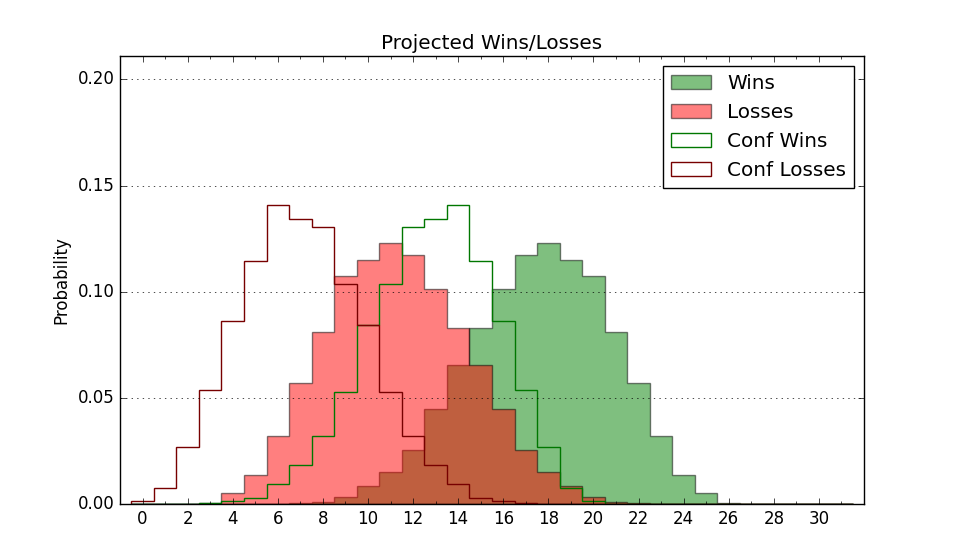 Projected Wins/Losses
Probability
0.20
0.15
0.10
0.05
0.00
Wins
Losses
Conf Wins
Conf Losses
0 2 4 6 8 10 12 14 16 18 20 22 24 26 28 30